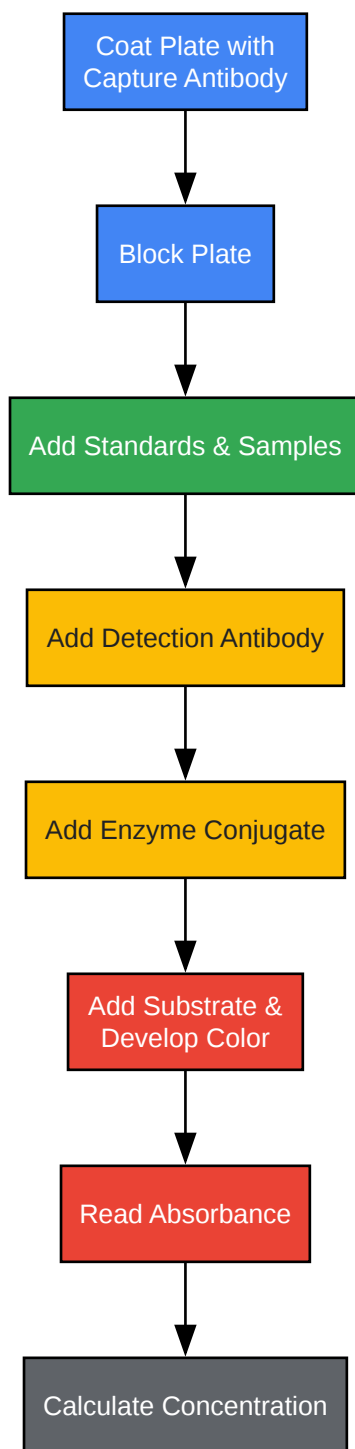 Coat Plate with
Capture Antibody
Block Plate
Add Standards & Samples
Add Detection Antibody
Add Enzyme Conjugate
Add Substrate &
Develop Color
Read Absorbance
Calculate Concentration